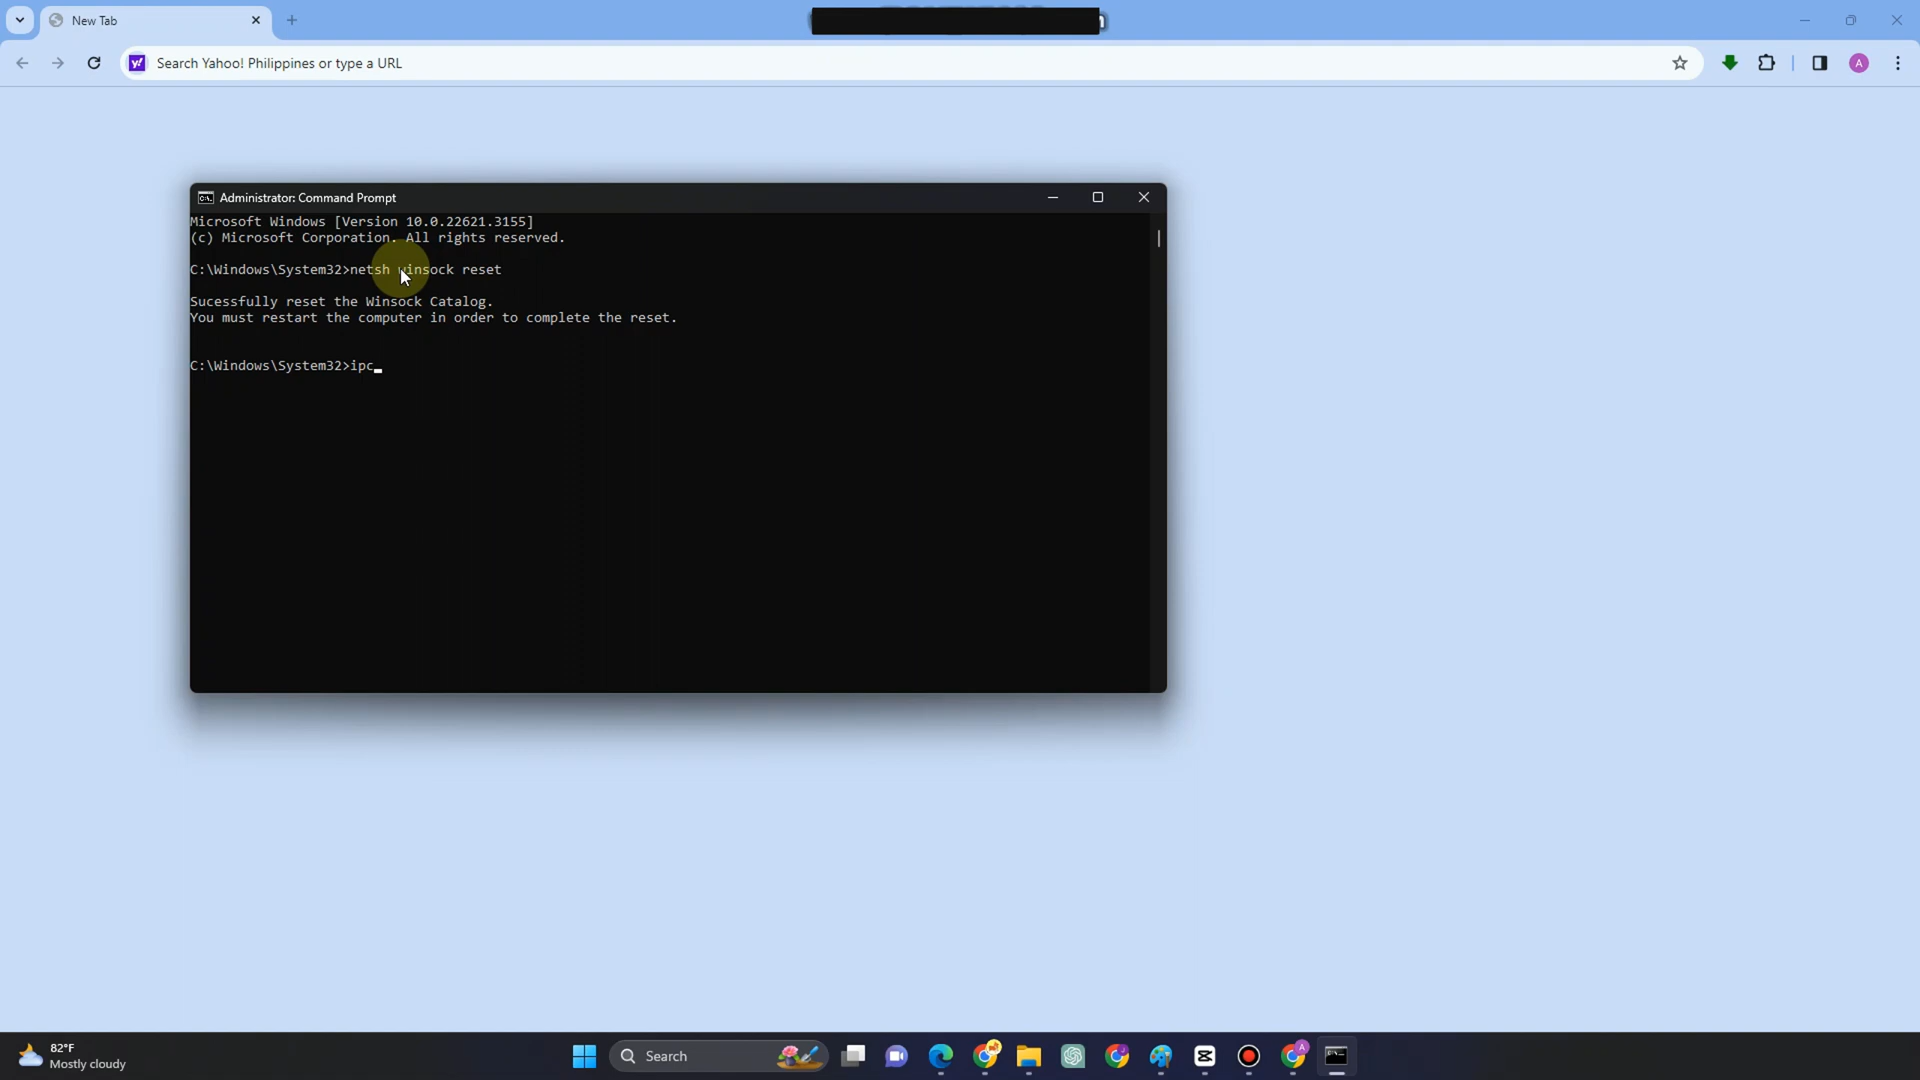 New Tab
Search Yahoo! Philippines or type a URL
A
Administrator: Command Prompt
Microsoft Windows [Version 10.0.22621.3155]
(c) Microsoft Corporation. All rights reserved.
C:\Windows\System32>netsh winsock reset
Sucessfully reset the Winsock Catalog.
You must restart the computer in order to complete the reset.
C:\Windows\System32>ipc
82°F
Mostly cloudy
Search